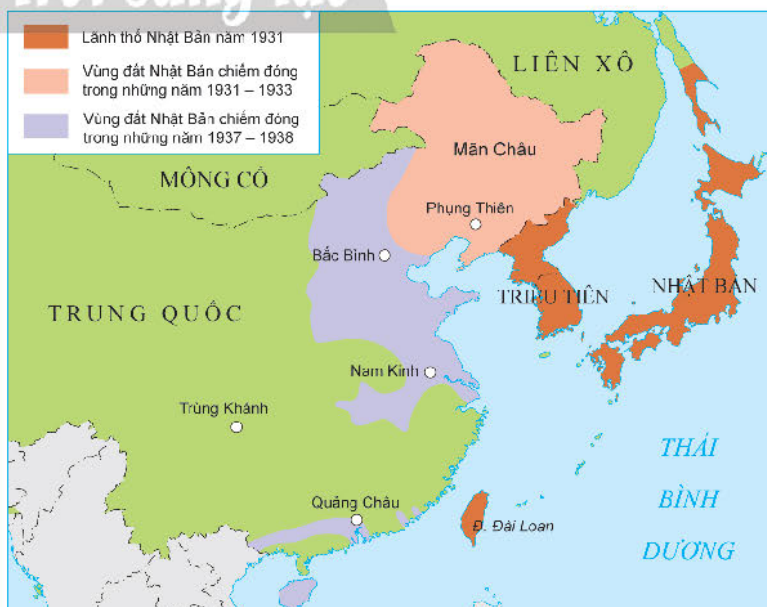 Lãnh thổ Nhật Bản năm 1931
Vùng đất Nhật Bản chiếm đóng
trong những năm 1931 – 1933
Vùng đất Nhật Bản chiếm đóng
trong những năm 1937 – 1938
LIÊN XÔ
Mãn Châu
MÔNG CỔ
Phụng Thiên
Bắc Bình
TRIỀU TIÊN
NHẬT BẢN
TRUNG QUỐC
Nam Kinh
Trùng Khánh
Quảng Châu
Đ. Đài Loan
THÁI
BÌNH
DƯƠNG